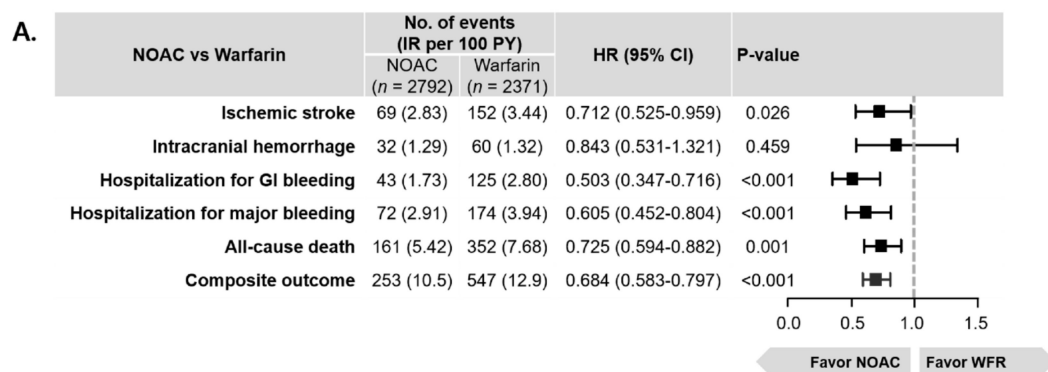 A.
NOAC vs Warfarin
No. of events
(IR per 100 PY)
HR (95% CI)
P-value
NOAC
(n = 2792)
Warfarin
(n = 2371)
Ischemic stroke 69 (2.83) 152 (3.44) 0.712 (0.525-0.959) 0.026
Intracranial hemorrhage 32 (1.29) 60 (1.32) 0.843 (0.531-1.321) 0.459
Hospitalization for GI bleeding 43 (1.73) 125 (2.80) 0.503 (0.347-0.716) <0.001
Hospitalization for major bleeding 72 (2.91) 174 (3.94) 0.605 (0.452-0.804) <0.001
All-cause death 161 (5.42) 352 (7.68) 0.725 (0.594-0.882) 0.001
Composite outcome 253 (10.5) 547 (12.9) 0.684 (0.583-0.797) <0.001
0.0 0.5 1.0 1.5
Favor NOAC Favor WFR